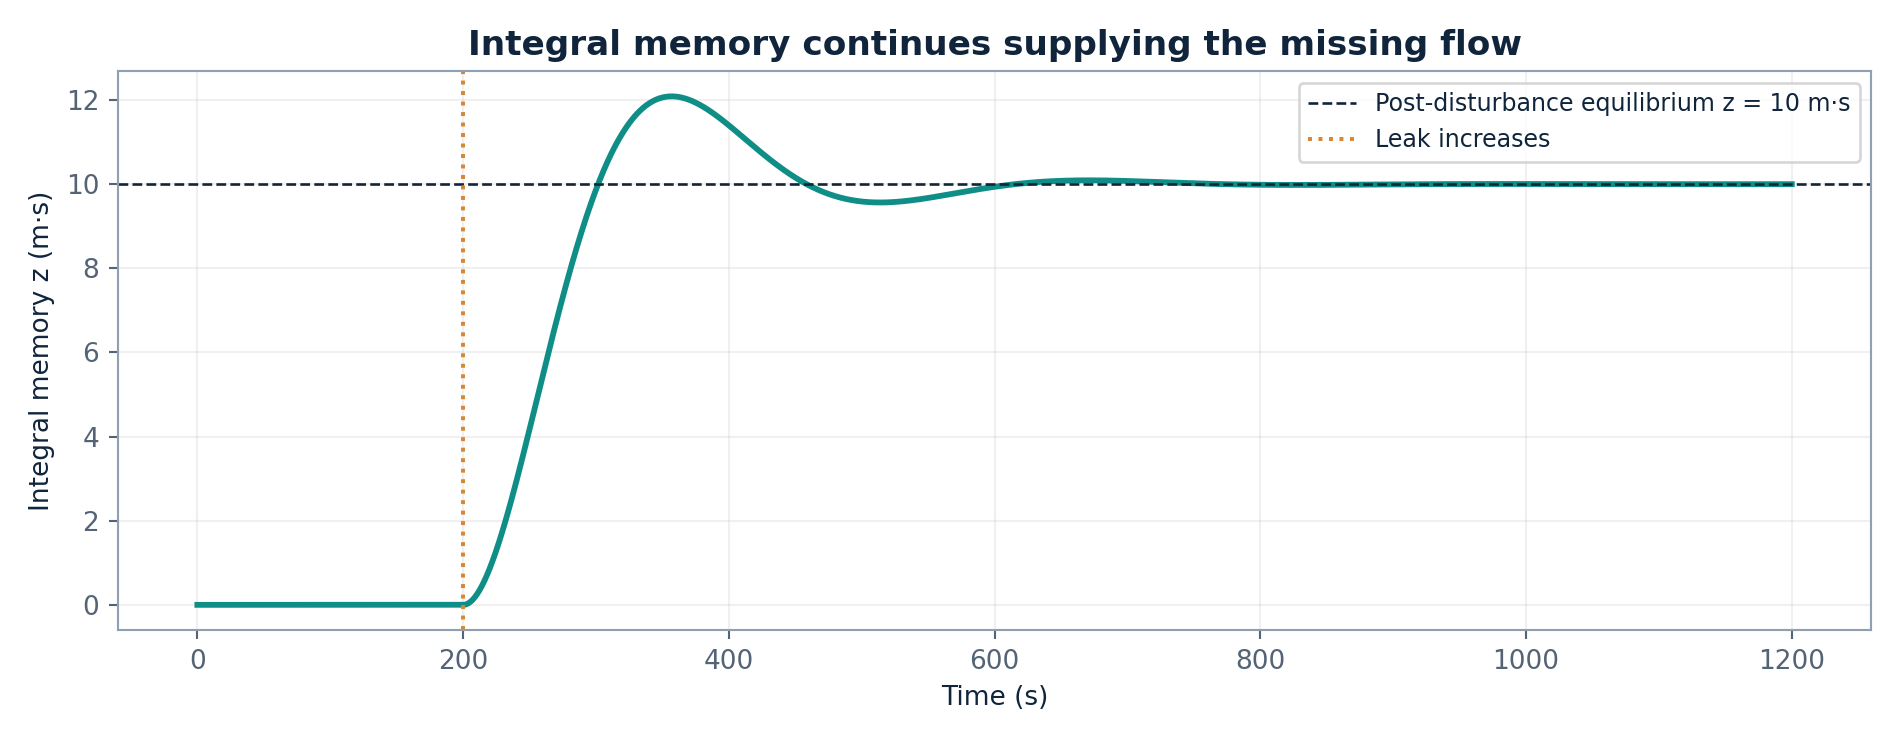 Integral memory continues supplying the missing flow
Post-disturbance equilibrium z = 10 m·s
Leak increases
Integral memory z (m·s)
12
10
8
6
4
2
0
0
200
400
600
800
1000
1200
Time (s)